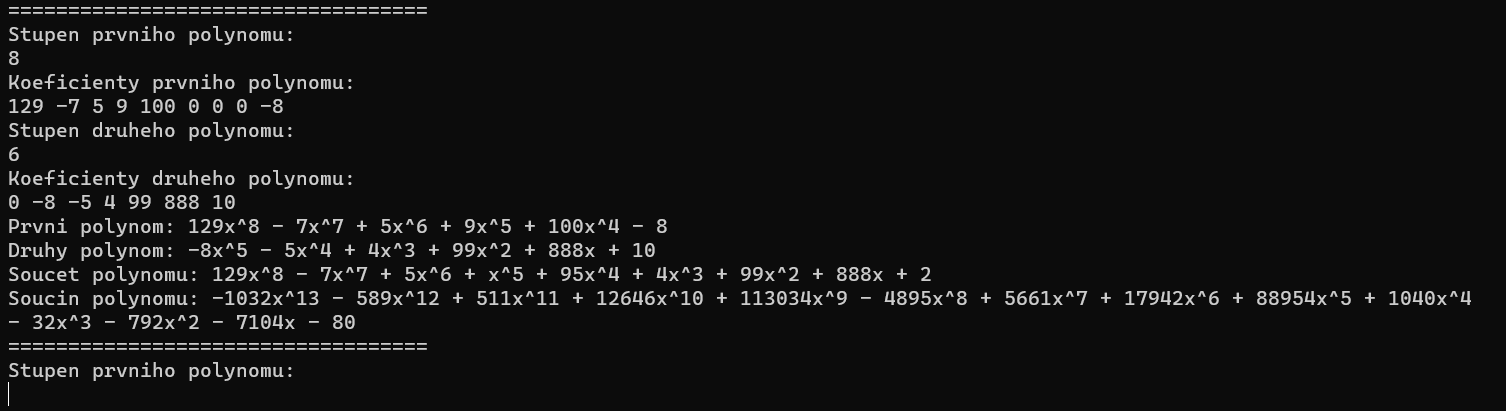 ===================================
Stupen prvniho polynomu:
8
Koeficienty prvniho polynomu:
129 -7 5 9 100 0 0 0 -8
Stupen druheho polynomu:
6
Koeficienty druheho polynomu:
0 -8 -5 4 99 888 10
Prvni polynom: 129x^8 - 7x^7 + 5x^6 + 9x^5 + 100x^4 - 8
Druhy polynom: -8x^5 - 5x^4 + 4x^3 + 99x^2 + 888x + 10
Soucet polynomu: 129x^8 - 7x^7 + 5x^6 + x^5 + 95x^4 + 4x^3 + 99x^2 + 888x + 2
Soucin polynomu: -1032x^13 - 589x^12 + 511x^11 + 12646x^10 + 113034x^9 - 4895x^8 + 5661x^7 + 17942x^6 + 88954x^5 + 1040x^4
- 32x^3 - 792x^2 - 7104x - 80
===================================
Stupen prvniho polynomu: